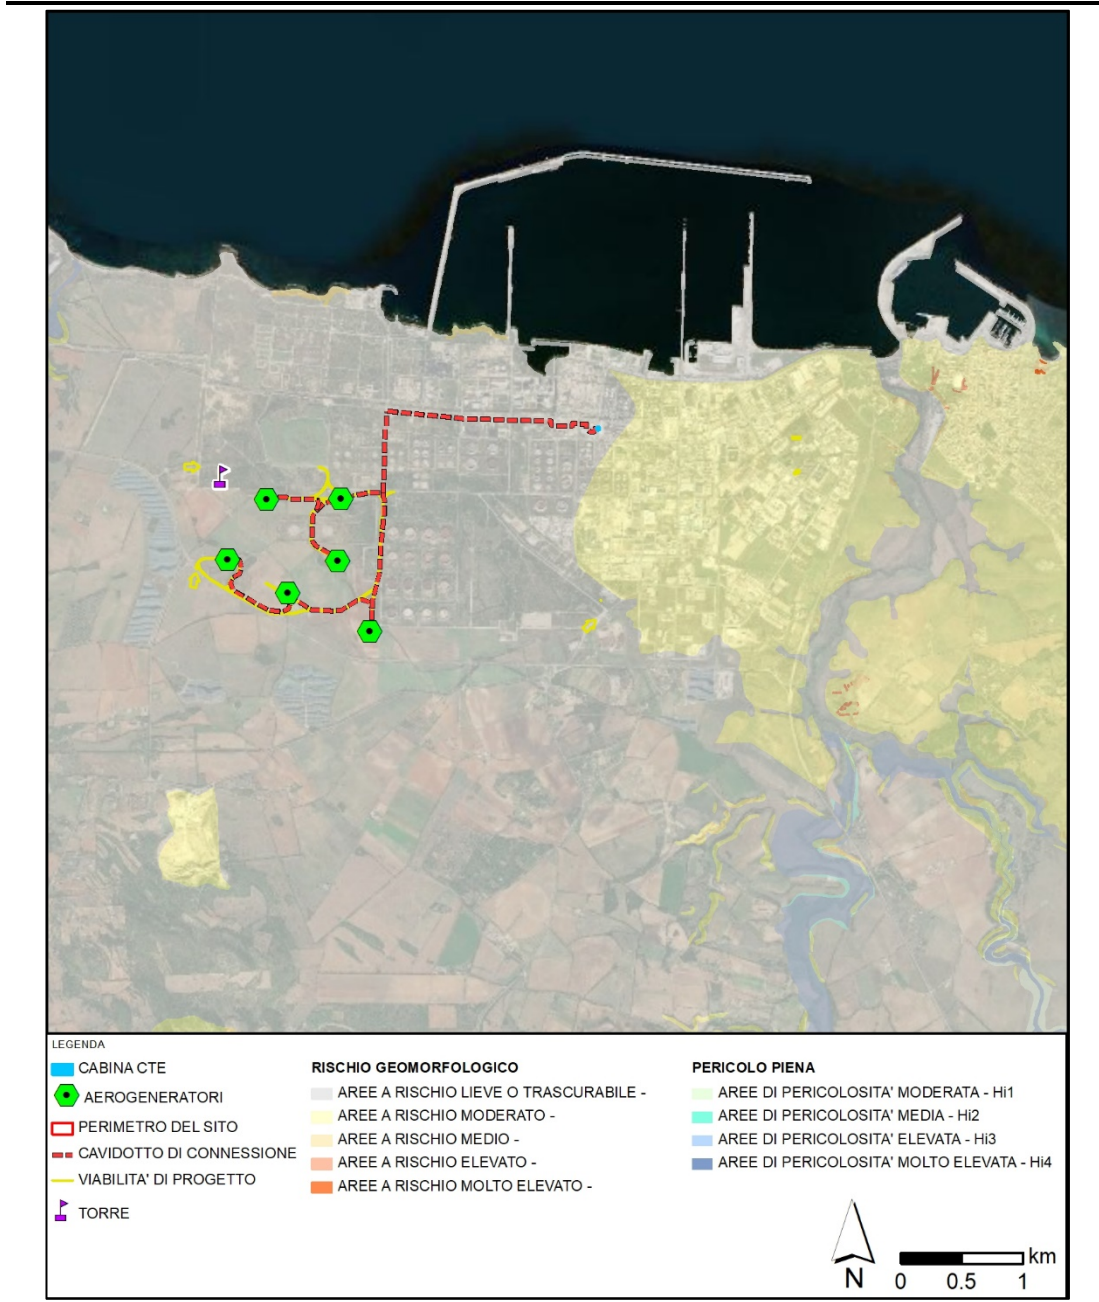 LEGENDA
CABINA CTE
AEROGENERATORI
PERIMETRO DEL SITO
CAVIDOTTO DI CONNESSIONE
VIABILITA' DI PROGETTO
TORRE
RISCHIO GEOMORFOLOGICO
AREE A RISCHIO LIEVE O TRASCURABILE -
AREE A RISCHIO MODERATO -
AREE A RISCHIO MEDIO -
AREE A RISCHIO ELEVATO -
AREE A RISCHIO MOLTO ELEVATO -
PERICOLO PIENA
AREE DI PERICOLOSITA' MODERATA - Hi1
AREE DI PERICOLOSITA' MEDIA - Hi2
AREE DI PERICOLOSITA' ELEVATA - Hi3
AREE DI PERICOLOSITA' MOLTO ELEVATA - Hi4
N
km
0 0.5 1